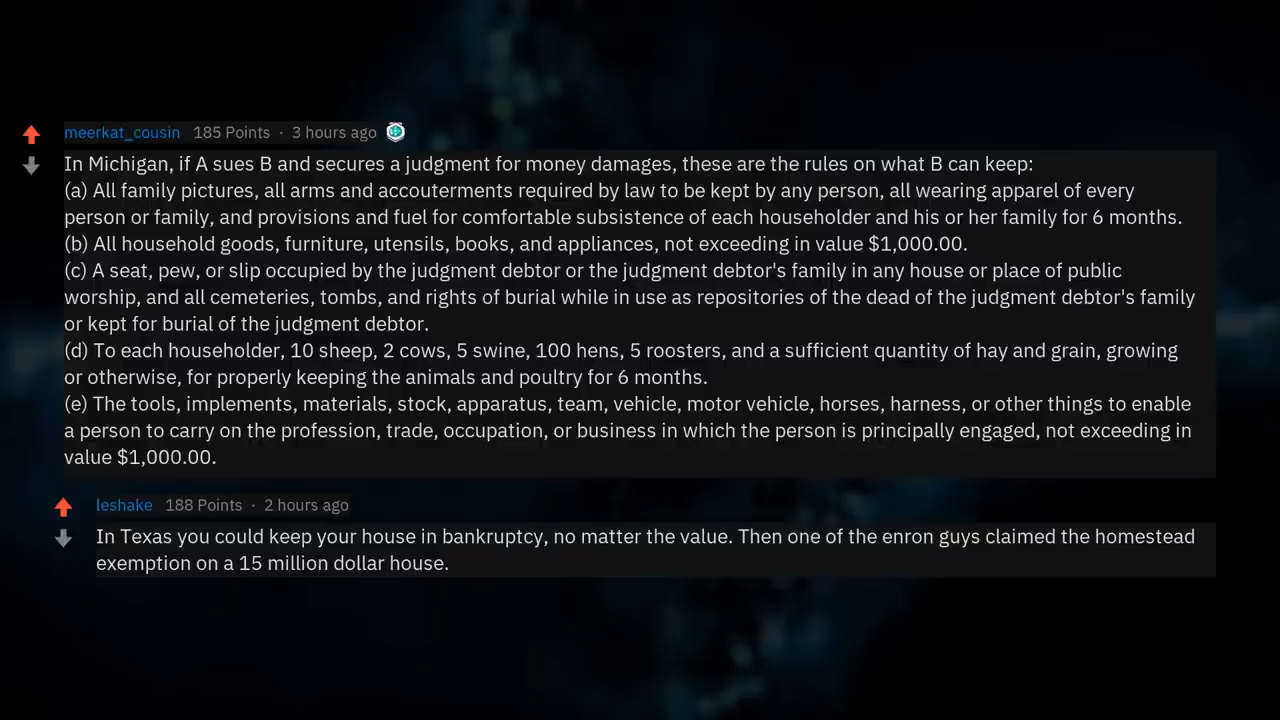 meerkat_cousin 185 Points · 3 hours ago
In Michigan, if A sues B and secures a judgment for money damages, these are the rules on what B can keep:
(a) All family pictures, all arms and accouterments required by law to be kept by any person, all wearing apparel of every
person or family, and provisions and fuel for comfortable subsistence of each householder and his or her family for 6 months.
(b) All household goods, furniture, utensils, books, and appliances, not exceeding in value $1,000.00.
(c) A seat, pew, or slip occupied by the judgment debtor or the judgment debtor's family in any house or place of public
worship, and all cemeteries, tombs, and rights of burial while in use as repositories of the dead of the judgment debtor's family
or kept for burial of the judgment debtor.
(d) To each householder, 10 sheep, 2 cows, 5 swine, 100 hens, 5 roosters, and a sufficient quantity of hay and grain, growing
or otherwise, for properly keeping the animals and poultry for 6 months.
(e) The tools, implements, materials, stock, apparatus, team, vehicle, motor vehicle, horses, harness, or other things to enable
a person to carry on the profession, trade, occupation, or business in which the person is principally engaged, not exceeding in
value $1,000.00.
leshake 188 Points · 2 hours ago
In Texas you could keep your house in bankruptcy, no matter the value. Then one of the enron guys claimed the homestead
exemption on a 15 million dollar house.